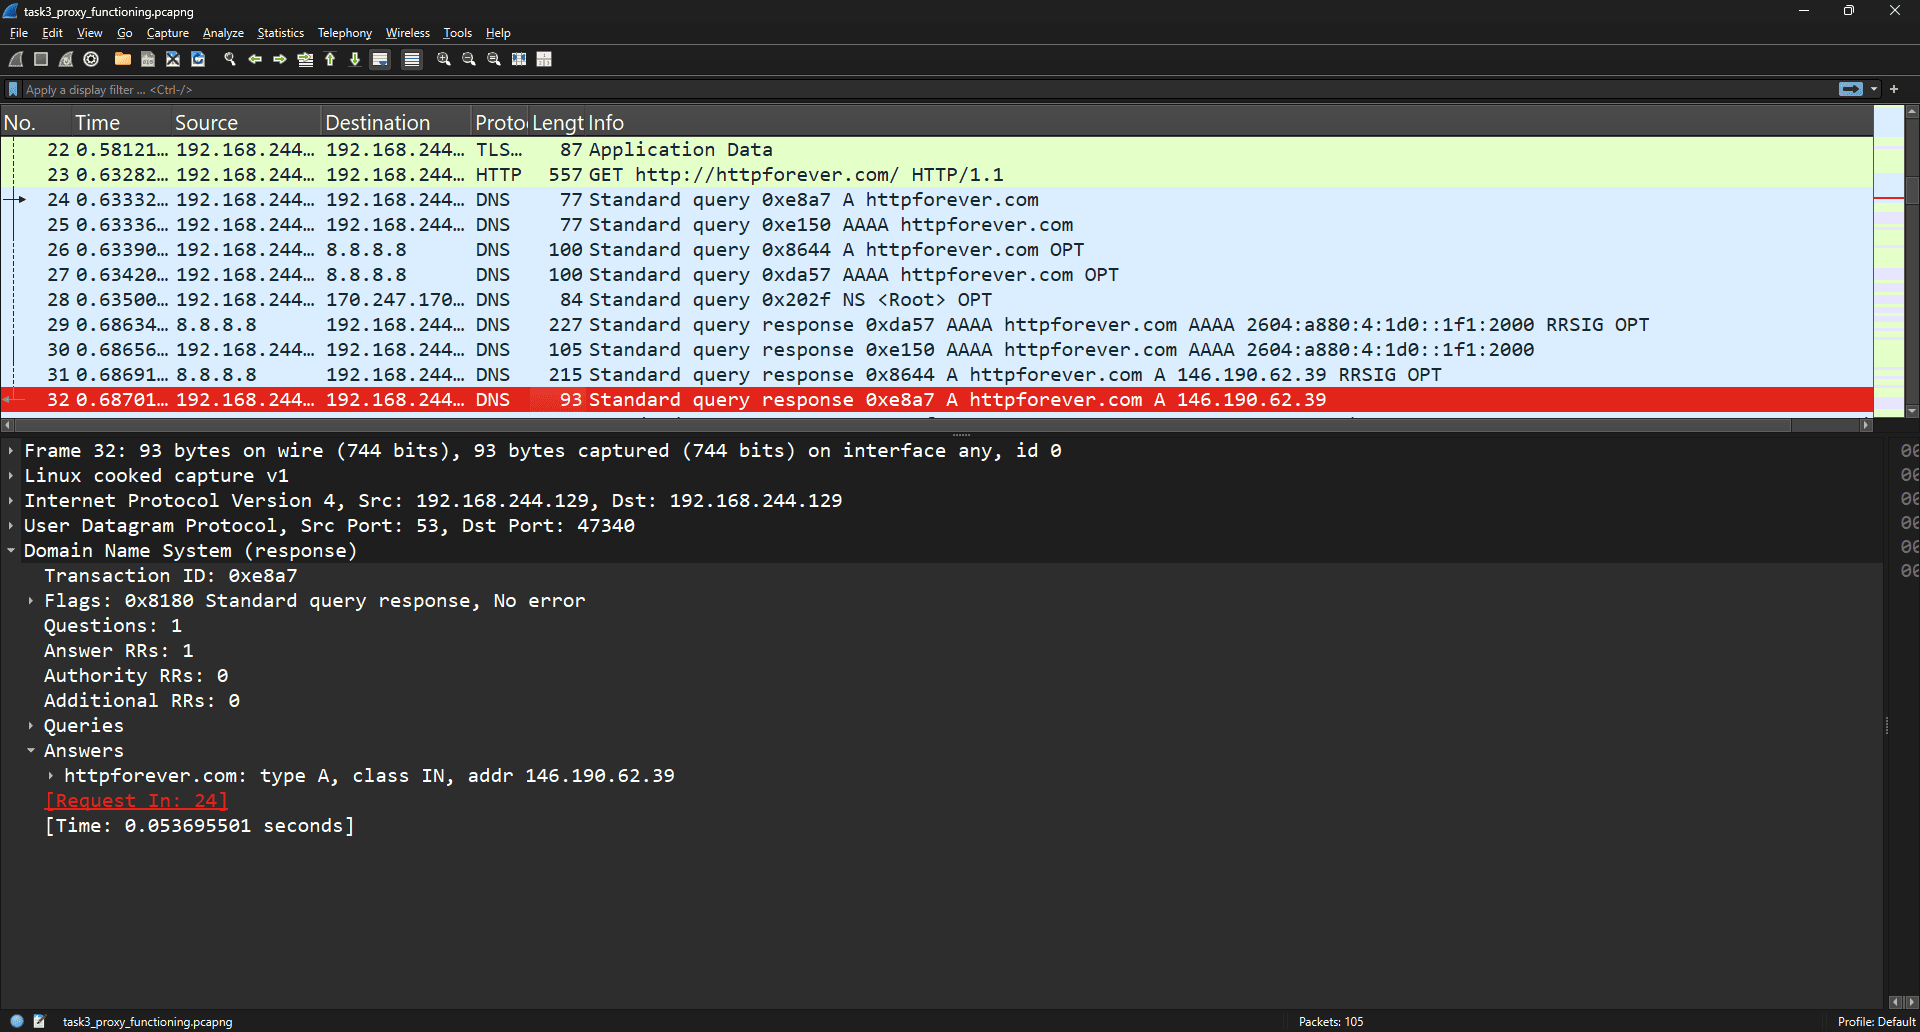 task3_proxy_functioning.pcapng
File Edit View Go Capture Analyze Statistics Telephony Wireless Tools Help
Apply a display filter ... <Ctrl-/>
No. Time Source Destination Proto Lengt Info
22 0.58121… 192.168.244… 192.168.244… TLS… 87 Application Data
23 0.63282… 192.168.244… 192.168.244… HTTP 557 GET http://httpforever.com/ HTTP/1.1
24 0.63332… 192.168.244… 192.168.244… DNS 77 Standard query 0xe8a7 A httpforever.com
25 0.63336… 192.168.244… 192.168.244… DNS 77 Standard query 0xe150 AAAA httpforever.com
26 0.63390… 192.168.244… 8.8.8.8 DNS 100 Standard query 0x8644 A httpforever.com OPT
27 0.63420… 192.168.244… 8.8.8.8 DNS 100 Standard query 0xda57 AAAA httpforever.com OPT
28 0.63500… 192.168.244… 170.247.170… DNS 84 Standard query 0x202f NS <Root> OPT
29 0.68634… 8.8.8.8 192.168.244… DNS 227 Standard query response 0xda57 AAAA httpforever.com AAAA 2604:a880:4:1d0::1f1:2000 RRSIG OPT
30 0.68656… 192.168.244… 192.168.244… DNS 105 Standard query response 0xe150 AAAA httpforever.com AAAA 2604:a880:4:1d0::1f1:2000
31 0.68691… 8.8.8.8 192.168.244… DNS 215 Standard query response 0x8644 A httpforever.com A 146.190.62.39 RRSIG OPT
32 0.68701… 192.168.244… 192.168.244… DNS 93 Standard query response 0xe8a7 A httpforever.com A 146.190.62.39
Frame 32: 93 bytes on wire (744 bits), 93 bytes captured (744 bits) on interface any, id 0
Linux cooked capture v1
Internet Protocol Version 4, Src: 192.168.244.129, Dst: 192.168.244.129
User Datagram Protocol, Src Port: 53, Dst Port: 47340
Domain Name System (response)
Transaction ID: 0xe8a7
Flags: 0x8180 Standard query response, No error
Questions: 1
Answer RRs: 1
Authority RRs: 0
Additional RRs: 0
Queries
Answers
httpforever.com: type A, class IN, addr 146.190.62.39
[Request In: 24]
[Time: 0.053695501 seconds]
task3_proxy_functioning.pcapng
Packets: 105
Profile: Default